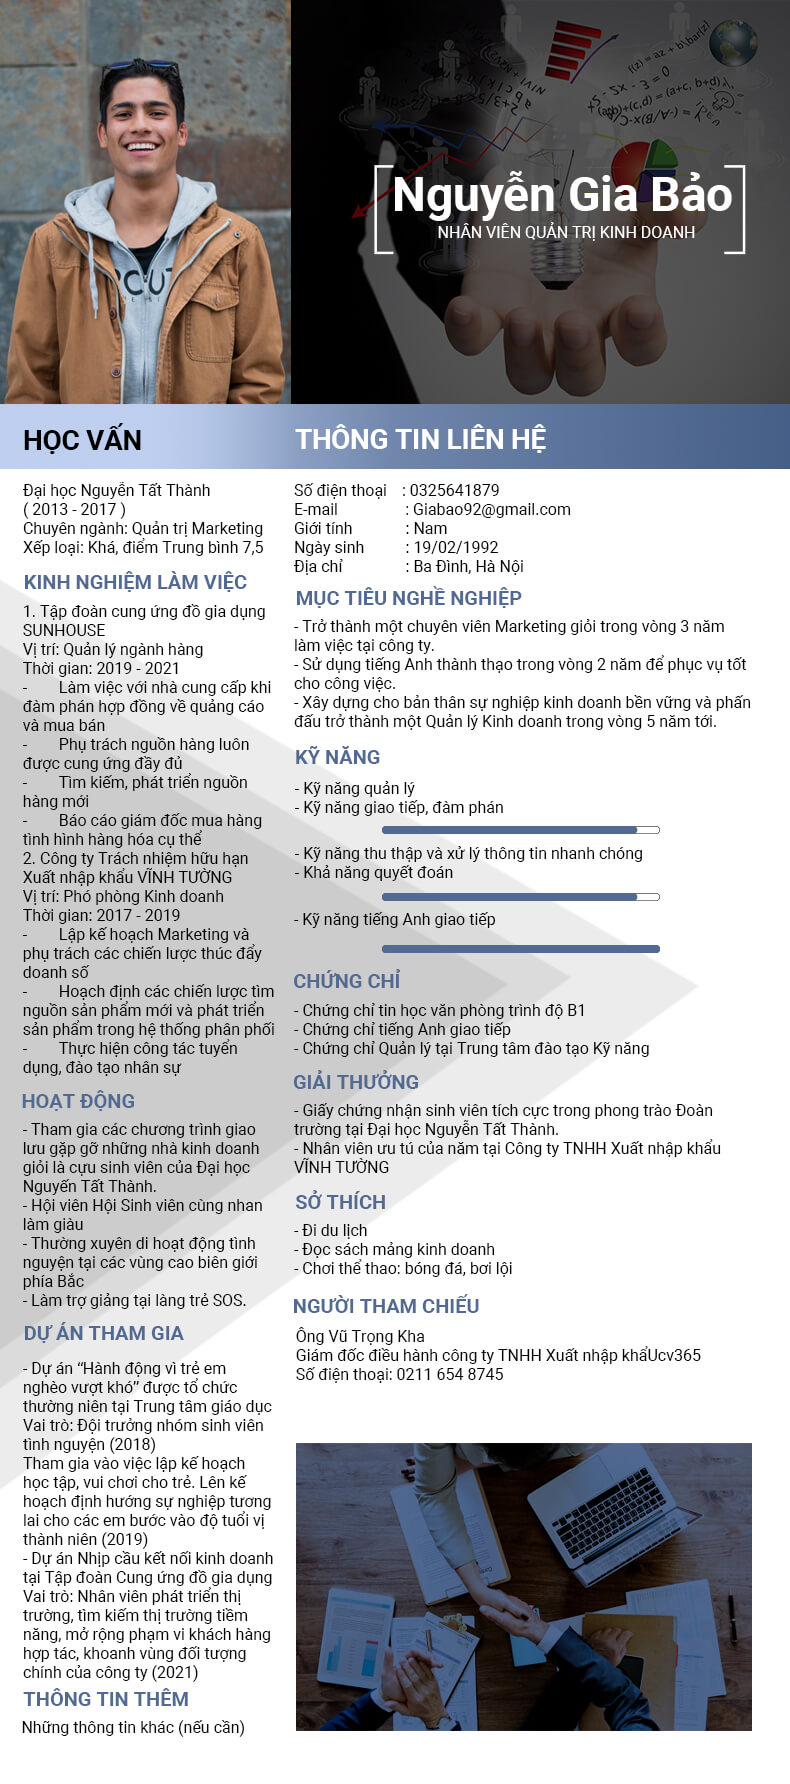 Nguyễn Gia Bảo
NHÂN VIÊN QUẢN TRỊ KINH DOANH
HỌC VẤN
Đại học Nguyễn Tất Thành
( 2013 - 2017 )
Chuyên ngành: Quản trị Marketing
Xếp loại: Khá, điểm Trung bình 7,5
KINH NGHIỆM LÀM VIỆC
1. Tập đoàn cung ứng đồ gia dụng
SUNHOUSE
Vị trí: Quản lý ngành hàng
Thời gian: 2019 - 2021
- Làm việc với nhà cung cấp khi
đàm phán hợp đồng về quảng cáo
và mua bán
- Phụ trách nguồn hàng luôn
được cung ứng đầy đủ
- Tìm kiếm, phát triển nguồn
hàng mới
- Báo cáo giám đốc mua hàng
tình hình hàng hóa cụ thể
2. Công ty Trách nhiệm hữu hạn
Xuất nhập khẩu VĨNH TƯỜNG
Vị trí: Phó phòng Kinh doanh
Thời gian: 2017 - 2019
- Lập kế hoạch Marketing và
phụ trách các chiến lược thúc đẩy
doanh số
- Hoạch định các chiến lược tìm
nguồn sản phẩm mới và phát triển
sản phẩm trong hệ thống phân phối
- Thực hiện công tác tuyển
dụng, đào tạo nhân sự
HOẠT ĐỘNG
- Tham gia các chương trình giao
lưu gặp gỡ những nhà kinh doanh
giỏi là cựu sinh viên của Đại học
Nguyến Tất Thành.
- Hội viên Hội Sinh viên cùng nhan
làm giàu
- Thường xuyên di hoạt động tình
nguyện tại các vùng cao biên giới
phía Bắc
- Làm trợ giảng tại làng trẻ SOS.
DỰ ÁN THAM GIA
- Dự án “Hành động vì trẻ em
nghèo vượt khó” được tổ chức
thường niên tại Trung tâm giáo dục
Vai trò: Đội trưởng nhóm sinh viên
tình nguyện (2018)
Tham gia vào việc lập kế hoạch
học tập, vui chơi cho trẻ. Lên kế
hoạch định hướng sự nghiệp tương
lai cho các em bước vào độ tuổi vị
thành niên (2019)
- Dự án Nhịp cầu kết nối kinh doanh
tại Tập đoàn Cung ứng đồ gia dụng
Vai trò: Nhân viên phát triển thị
trường, tìm kiếm thị trường tiềm
năng, mở rộng phạm vi khách hàng
hợp tác, khoanh vùng đối tượng
chính của công ty (2021)
THÔNG TIN THÊM
Những thông tin khác (nếu cần)
THÔNG TIN LIÊN HỆ
Số điện thoại : 0325641879
E-mail : Giabao92@gmail.com
Giới tính : Nam
Ngày sinh : 19/02/1992
Địa chỉ : Ba Đình, Hà Nội
MỤC TIÊU NGHỀ NGHIỆP
- Trở thành một chuyên viên Marketing giỏi trong vòng 3 năm
làm việc tại công ty.
- Sử dụng tiếng Anh thành thạo trong vòng 2 năm để phục vụ tốt
cho công việc.
- Xây dựng cho bản thân sự nghiệp kinh doanh bền vững và phấn
đấu trở thành một Quản lý Kinh doanh trong vòng 5 năm tới.
KỸ NĂNG
- Kỹ năng quản lý
- Kỹ năng giao tiếp, đàm phán
- Kỹ năng thu thập và xử lý thông tin nhanh chóng
- Khả năng quyết đoán
- Kỹ năng tiếng Anh giao tiếp
CHỨNG CHỈ
- Chứng chỉ tin học văn phòng trình độ B1
- Chứng chỉ tiếng Anh giao tiếp
- Chứng chỉ Quản lý tại Trung tâm đào tạo Kỹ năng
GIẢI THƯỞNG
- Giấy chứng nhận sinh viên tích cực trong phong trào Đoàn
trường tại Đại học Nguyễn Tất Thành.
- Nhân viên ưu tú của năm tại Công ty TNHH Xuất nhập khẩu
VĨNH TƯỜNG
SỞ THÍCH
- Đi du lịch
- Đọc sách mảng kinh doanh
- Chơi thể thao: bóng đá, bơi lội
NGƯỜI THAM CHIẾU
Ông Vũ Trọng Kha
Giám đốc điều hành công ty TNHH Xuất nhập khẩUcv365
Số điện thoại: 0211 654 8745